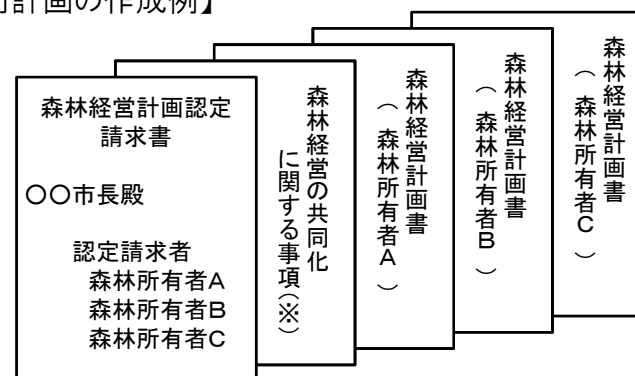 計画の作成例】
森林経営計画認定
請求書
〇〇市長殿
認定請求者
森林所有者A
森林所有者B
森林所有者C
森林経営の共同化
に関する事項(※)
森林経営計画書
(森林所有者A)
森林経営計画書
(森林所有者B)
森林経営計画書
(森林所有者C)